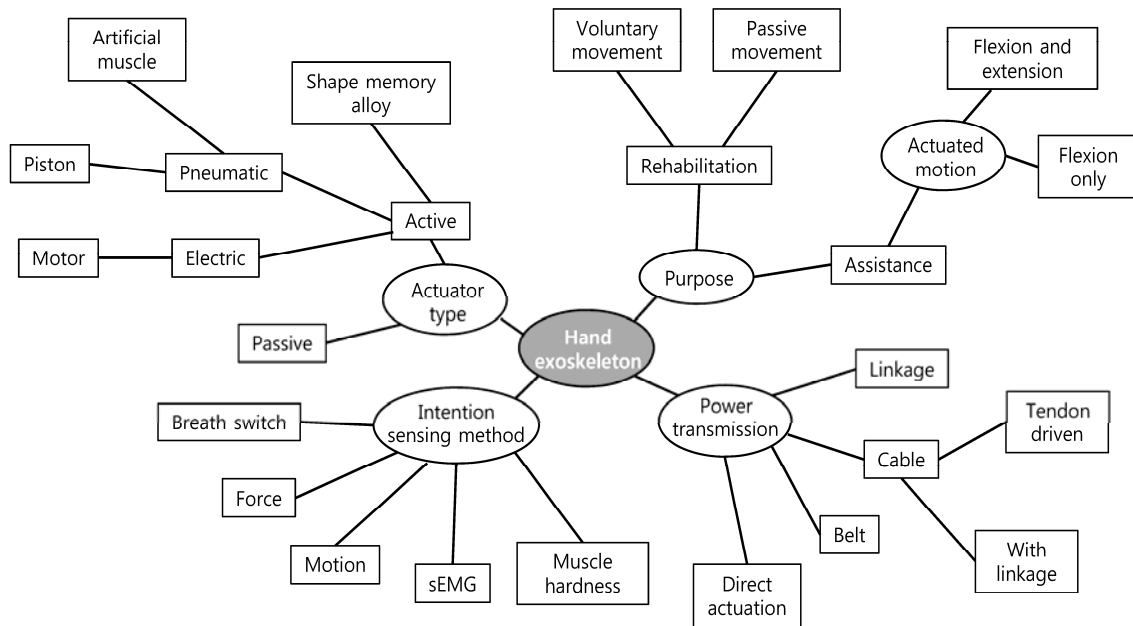 Artificial
muscle
Shape memory
alloy
Piston
Pneumatic
Active
Motor
Electric
Actuator
type
Passive
Voluntary
movement
Passive
movement
Rehabilitation
Purpose
Flexion and
extension
Actuated
motion
Flexion
only
Assistance
Hand
exoskeleton
Breath switch
Intention
sensing method
Force
Motion
sEMG
Muscle
hardness
Power
transmission
Linkage
Cable
Tendon
driven
Belt
With
linkage
Direct
actuation